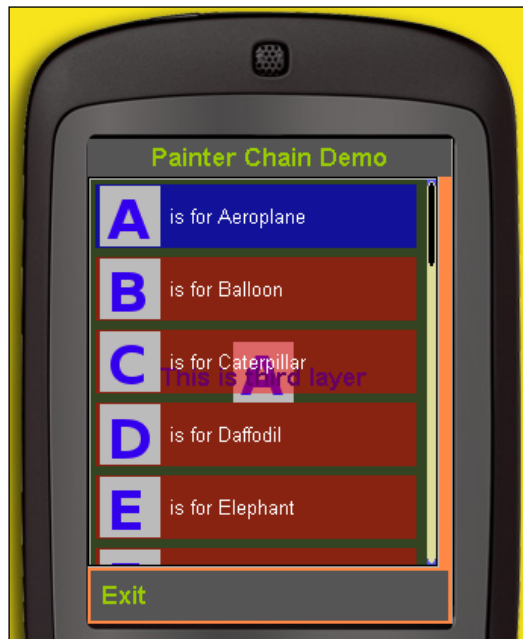 Painter Chain Demo
A is for Aeroplane
B is for Balloon
C is for Caterpillar
This is third layer
A
D is for Daffodil
E is for Elephant
Exit